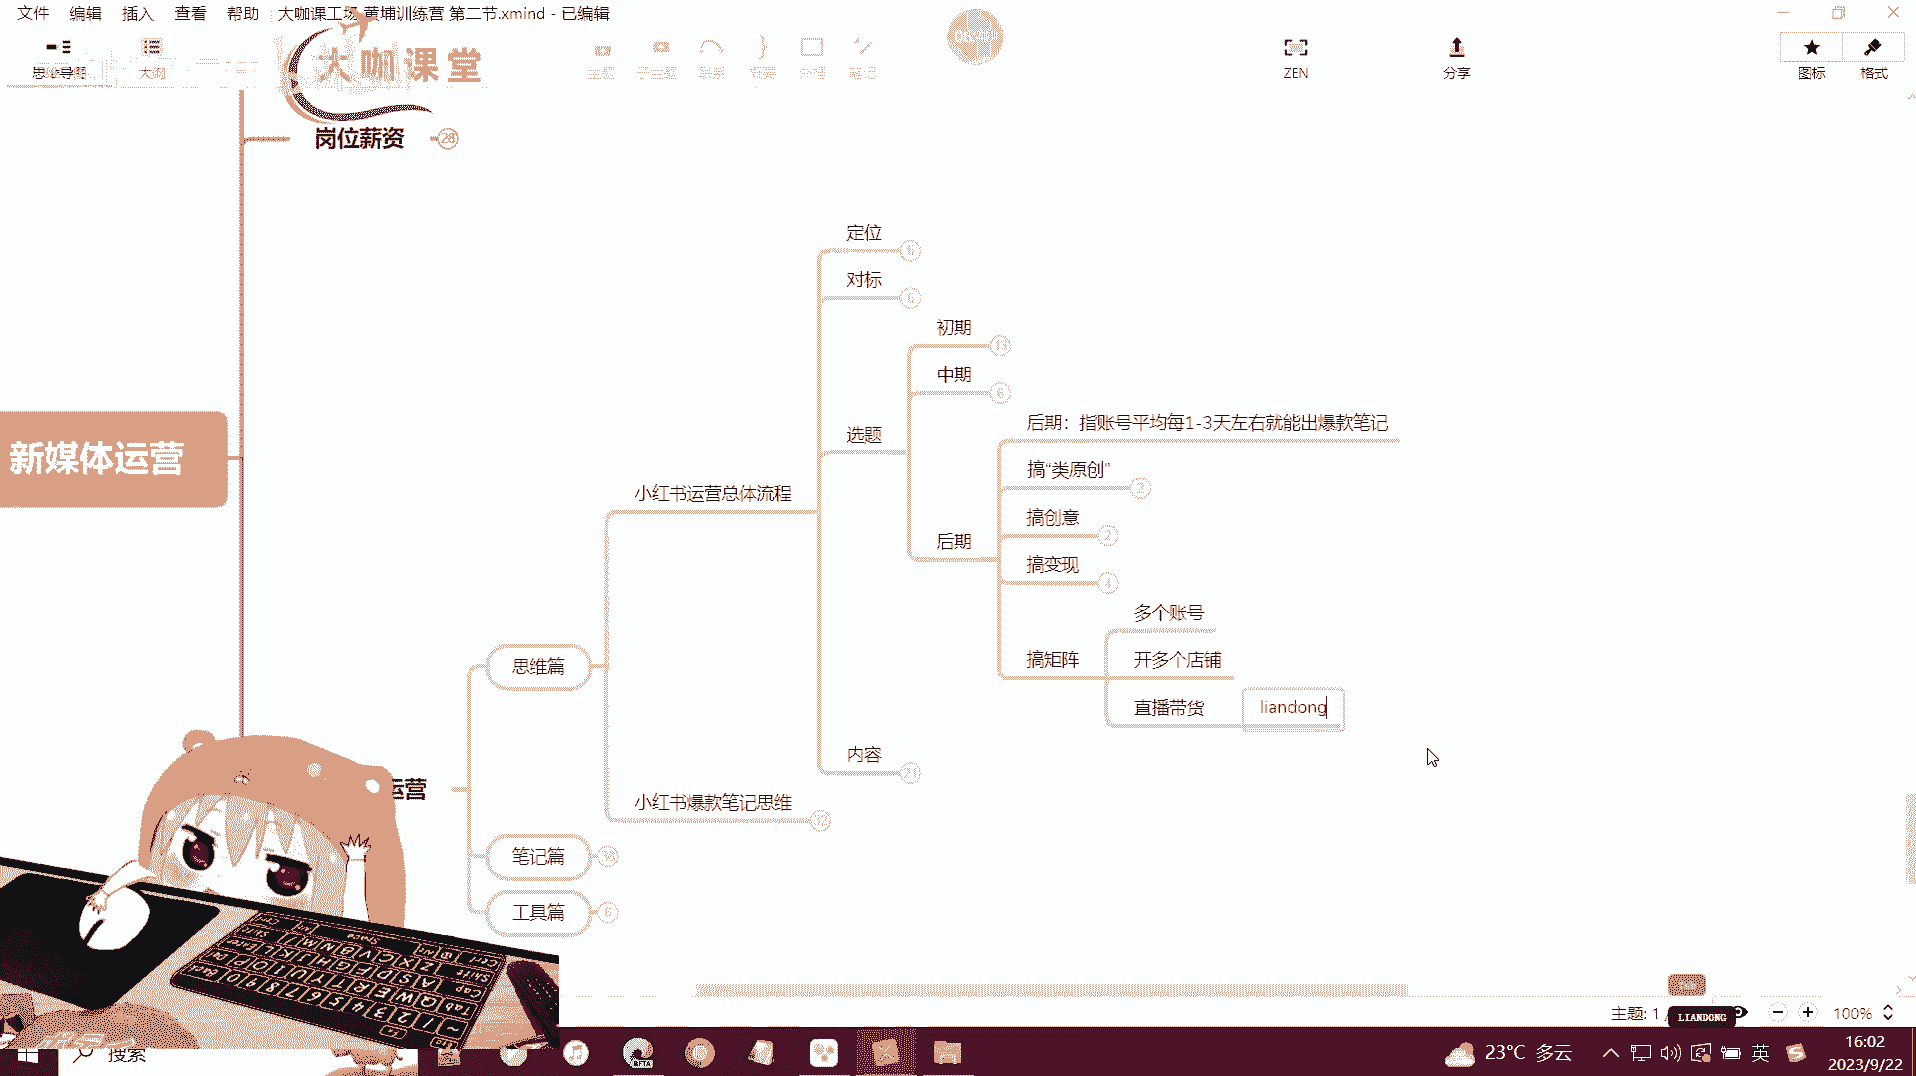 文件 编辑 插入 查看 帮助 大咖课工场 黄埔训练营 第二节.xmind - 已编辑
思维导图 大纲 大咖课堂 ZEN 分享 图标 格式
岗位薪资 28
定位 6
对标 6
初期 13
中期 6
后期：指账号平均每1-3天左右就能出爆款笔记
选题
搞“类原创” 2
小红书运营总体流程
搞创意 2
后期
搞变现 4
多个账号
搞矩阵 开多个店铺
直播带货 liandong
新媒体运营
思维篇
内容 21
运营
小红书爆款笔记思维 32
笔记篇
工具篇 6
主题: 1 /
LIANDONG
100%
搜索
BETA
23°C 多云
英
16:02
2023/9/22